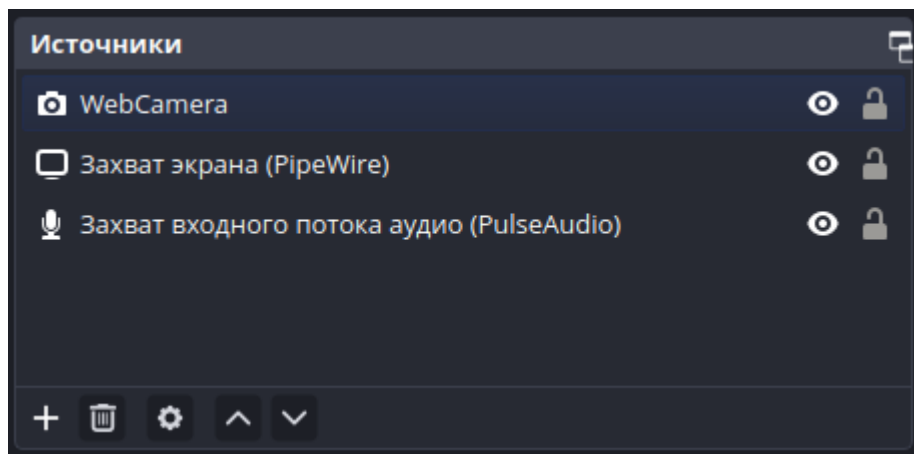 Источники
WebCamera
Захват экрана (PipeWire)
Захват входного потока аудио (PulseAudio)